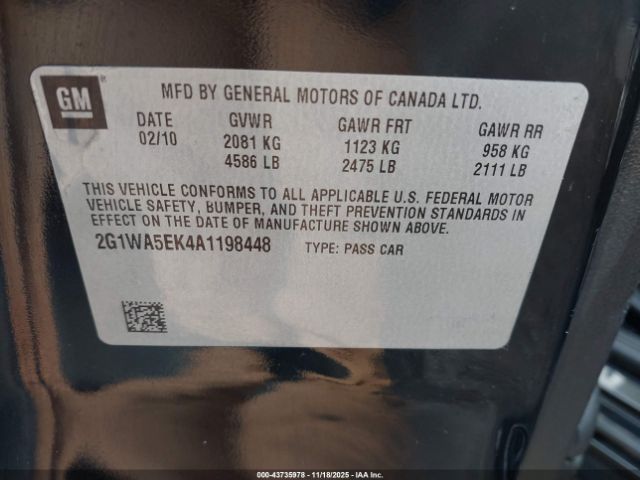 GM
MFD BY GENERAL MOTORS OF CANADA LTD.
DATE GVWR GAWR FRT GAWR RR
02/10 2081 KG 1123 KG 958 KG
4586 LB 2475 LB 2111 LB
THIS VEHICLE CONFORMS TO ALL APPLICABLE U.S. FEDERAL MOTOR
VEHICLE SAFETY, BUMPER, AND THEFT PREVENTION STANDARDS IN
EFFECT ON THE DATE OF MANUFACTURE SHOWN ABOVE.
2G1WA5EK4A1198448 TYPE: PASS CAR
000-43735978 - 11/18/2025 - IAA Inc.